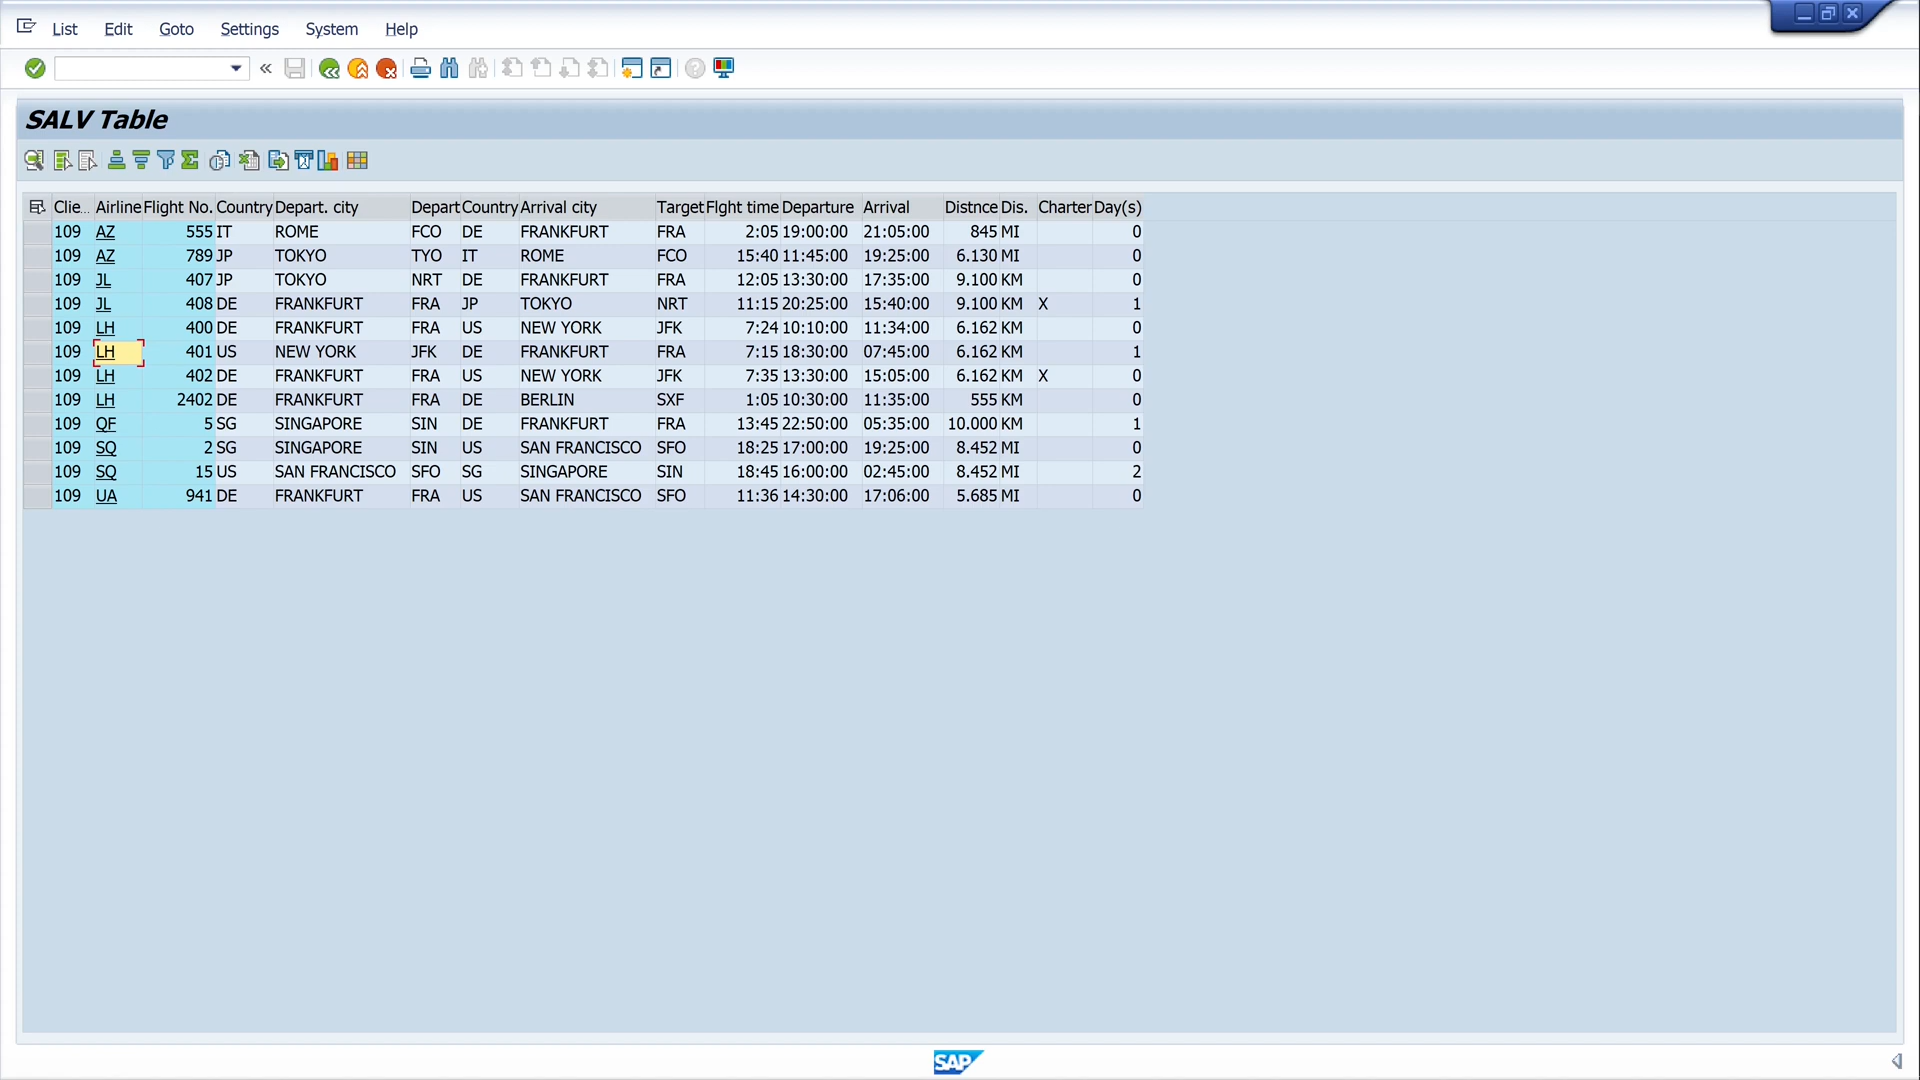 List Edit Goto Settings System Help
SALV Table
Clie... Airline Flight No. Country Depart. city Depart Country Arrival city Target Flght time Departure Arrival Distnce Dis. Charter Day(s)
109 AZ 555 IT ROME FCO DE FRANKFURT FRA 2:05 19:00:00 21:05:00 845 MI 0
109 AZ 789 JP TOKYO TYO IT ROME FCO 15:40 11:45:00 19:25:00 6.130 MI 0
109 JL 407 JP TOKYO NRT DE FRANKFURT FRA 12:05 13:30:00 17:35:00 9.100 KM 0
109 JL 408 DE FRANKFURT FRA JP TOKYO NRT 11:15 20:25:00 15:40:00 9.100 KM X 1
109 LH 400 DE FRANKFURT FRA US NEW YORK JFK 7:24 10:10:00 11:34:00 6.162 KM 0
109 LH 401 US NEW YORK JFK DE FRANKFURT FRA 7:15 18:30:00 07:45:00 6.162 KM 1
109 LH 402 DE FRANKFURT FRA US NEW YORK JFK 7:35 13:30:00 15:05:00 6.162 KM X 0
109 LH 2402 DE FRANKFURT FRA DE BERLIN SXF 1:05 10:30:00 11:35:00 555 KM 0
109 QF 5 SG SINGAPORE SIN DE FRANKFURT FRA 13:45 22:50:00 05:35:00 10.000 KM 1
109 SQ 2 SG SINGAPORE SIN US SAN FRANCISCO SFO 18:25 17:00:00 19:25:00 8.452 MI 0
109 SQ 15 US SAN FRANCISCO SFO SG SINGAPORE SIN 18:45 16:00:00 02:45:00 8.452 MI 2
109 UA 941 DE FRANKFURT FRA US SAN FRANCISCO SFO 11:36 14:30:00 17:06:00 5.685 MI 0
SAP